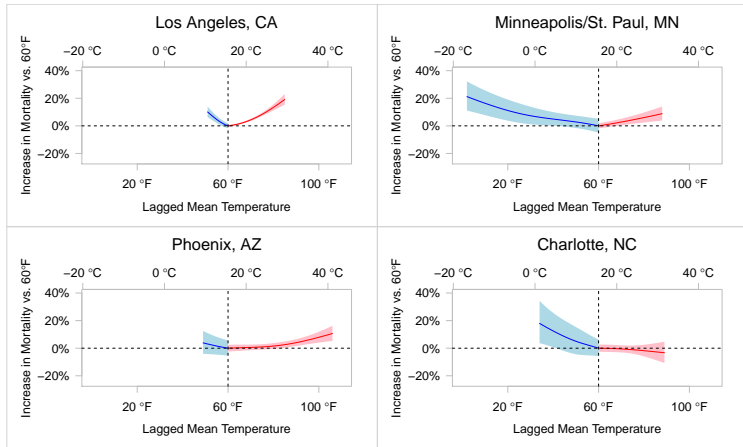 Los Angeles, CA
−20 °C 0 °C 20 °C 40 °C
Increase in Mortality vs. 60°F
40%
20%
0%
−20%
20 °F 60 °F 100 °F
Lagged Mean Temperature
Minneapolis/St. Paul, MN
−20 °C 0 °C 20 °C 40 °C
Increase in Mortality vs. 60°F
40%
20%
0%
−20%
20 °F 60 °F 100 °F
Lagged Mean Temperature
Phoenix, AZ
−20 °C 0 °C 20 °C 40 °C
Increase in Mortality vs. 60°F
40%
20%
0%
−20%
20 °F 60 °F 100 °F
Lagged Mean Temperature
Charlotte, NC
−20 °C 0 °C 20 °C 40 °C
Increase in Mortality vs. 60°F
40%
20%
0%
−20%
20 °F 60 °F 100 °F
Lagged Mean Temperature